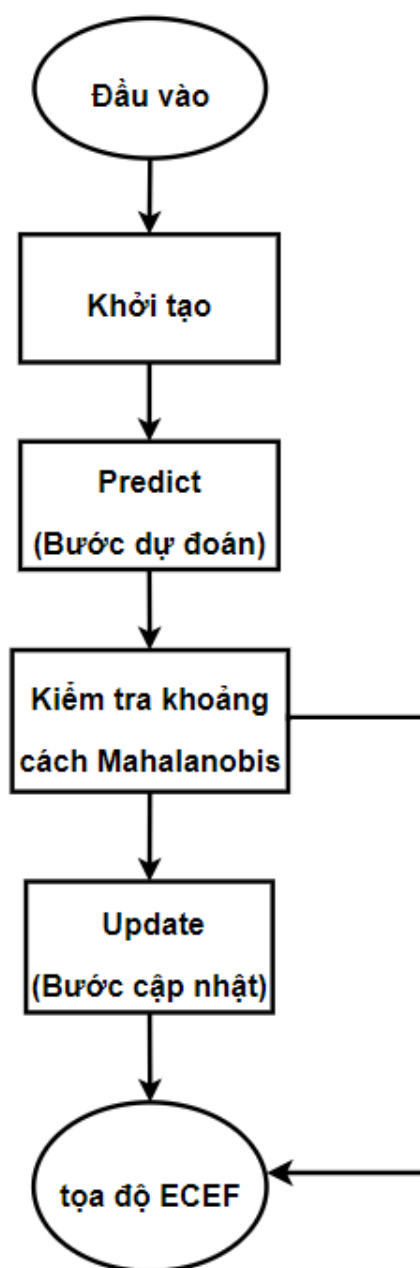 Đầu vào
Khởi tạo
Predict
(Bước dự đoán)
Kiểm tra khoảng
cách Mahalanobis
Update
(Bước cập nhật)
tọa độ ECEF